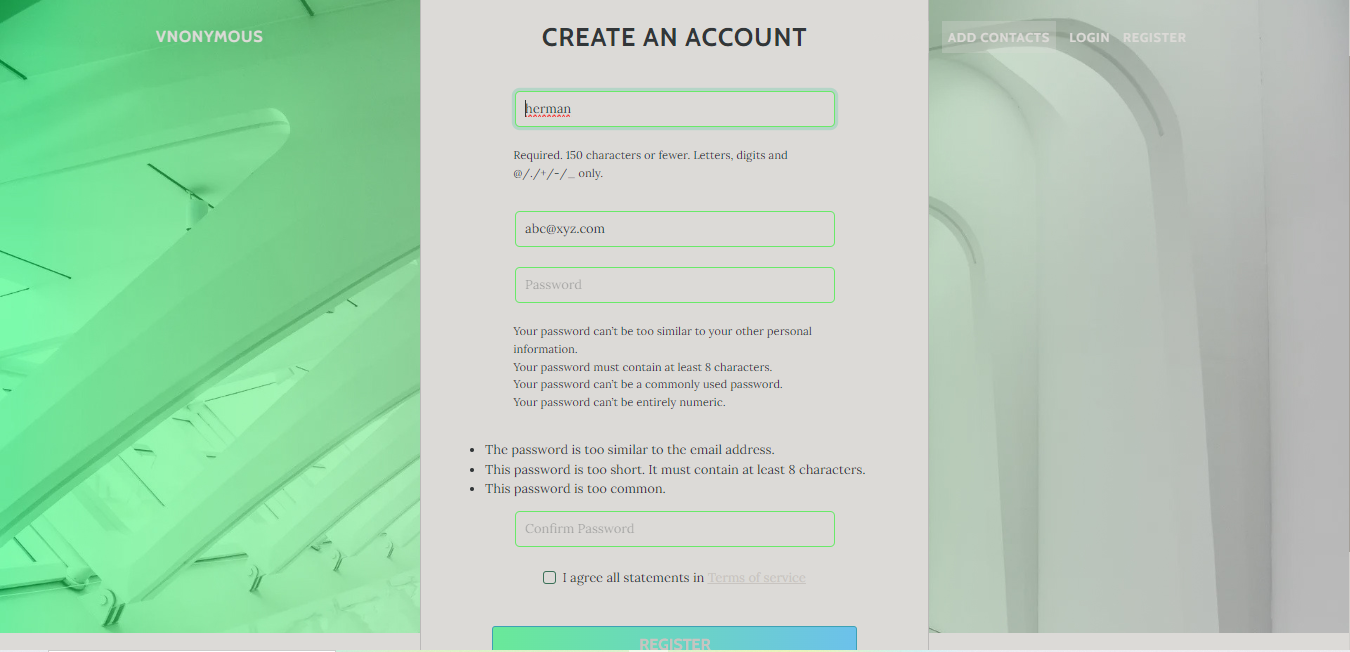 VNONYMOUS
ADD CONTACTS LOGIN REGISTER
CREATE AN ACCOUNT
herman
Required. 150 characters or fewer. Letters, digits and
@/./+/-/_ only.
abc@xyz.com
Password
Your password can't be too similar to your other personal
information.
Your password must contain at least 8 characters.
Your password can't be a commonly used password.
Your password can't be entirely numeric.
• The password is too similar to the email address.
• This password is too short. It must contain at least 8 characters.
• This password is too common.
Confirm Password
I agree all statements in Terms of service
REGISTER